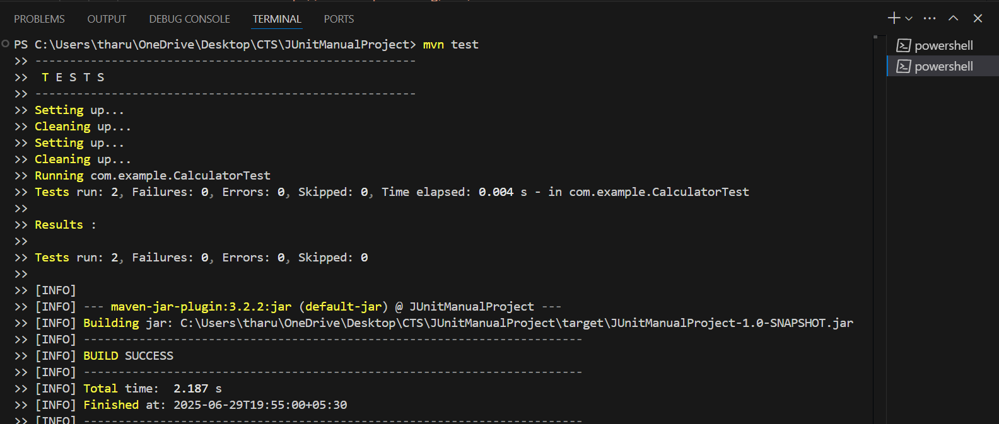 PROBLEMS OUTPUT DEBUG CONSOLE TERMINAL PORTS
PS C:\Users\tharu\OneDrive\Desktop\CTS\JUnitManualProject> mvn test
>> -------------------------------------------------------
>>  T E S T S
>> -------------------------------------------------------
>> Setting up...
>> Cleaning up...
>> Setting up...
>> Cleaning up...
>> Running com.example.CalculatorTest
>> Tests run: 2, Failures: 0, Errors: 0, Skipped: 0, Time elapsed: 0.004 s - in com.example.CalculatorTest
>>
>> Results :
>>
>> Tests run: 2, Failures: 0, Errors: 0, Skipped: 0
>>
>> [INFO]
>> [INFO] --- maven-jar-plugin:3.2.2:jar (default-jar) @ JUnitManualProject ---
>> [INFO] Building jar: C:\Users\tharu\OneDrive\Desktop\CTS\JUnitManualProject\target\JUnitManualProject-1.0-SNAPSHOT.jar
>> [INFO] ------------------------------------------------------------------------
>> [INFO] BUILD SUCCESS
>> [INFO] ------------------------------------------------------------------------
>> [INFO] Total time:  2.187 s
>> [INFO] Finished at: 2025-06-29T19:55:00+05:30
>> [INFO] ------------------------------------------------------------------------
powershell
powershell